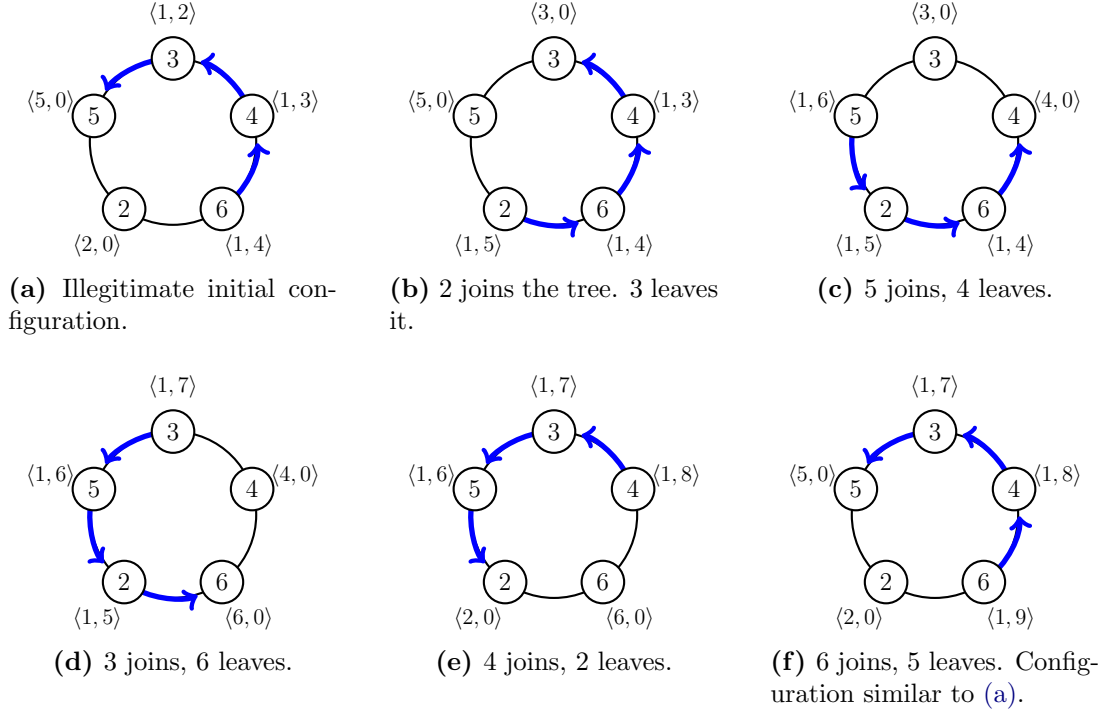 ⟨1, 2⟩
3
⟨5, 0⟩ 5 4 ⟨1, 3⟩
2 6
⟨2, 0⟩ ⟨1, 4⟩
(a) Illegitimate initial con-
figuration.
⟨3, 0⟩
3
⟨5, 0⟩ 5 4 ⟨1, 3⟩
2 6
⟨1, 5⟩ ⟨1, 4⟩
(b) 2 joins the tree. 3 leaves
it.
⟨3, 0⟩
3
⟨1, 6⟩ 5 4 ⟨4, 0⟩
2 6
⟨1, 5⟩ ⟨1, 4⟩
(c) 5 joins, 4 leaves.
⟨1, 7⟩
3
⟨1, 6⟩ 5 4 ⟨4, 0⟩
2 6
⟨1, 5⟩ ⟨6, 0⟩
(d) 3 joins, 6 leaves.
⟨1, 7⟩
3
⟨1, 6⟩ 5 4 ⟨1, 8⟩
2 6
⟨2, 0⟩ ⟨6, 0⟩
(e) 4 joins, 2 leaves.
⟨1, 7⟩
3
⟨5, 0⟩ 5 4 ⟨1, 8⟩
2 6
⟨2, 0⟩ ⟨1, 9⟩
(f) 6 joins, 5 leaves. Config-
uration similar to (a).